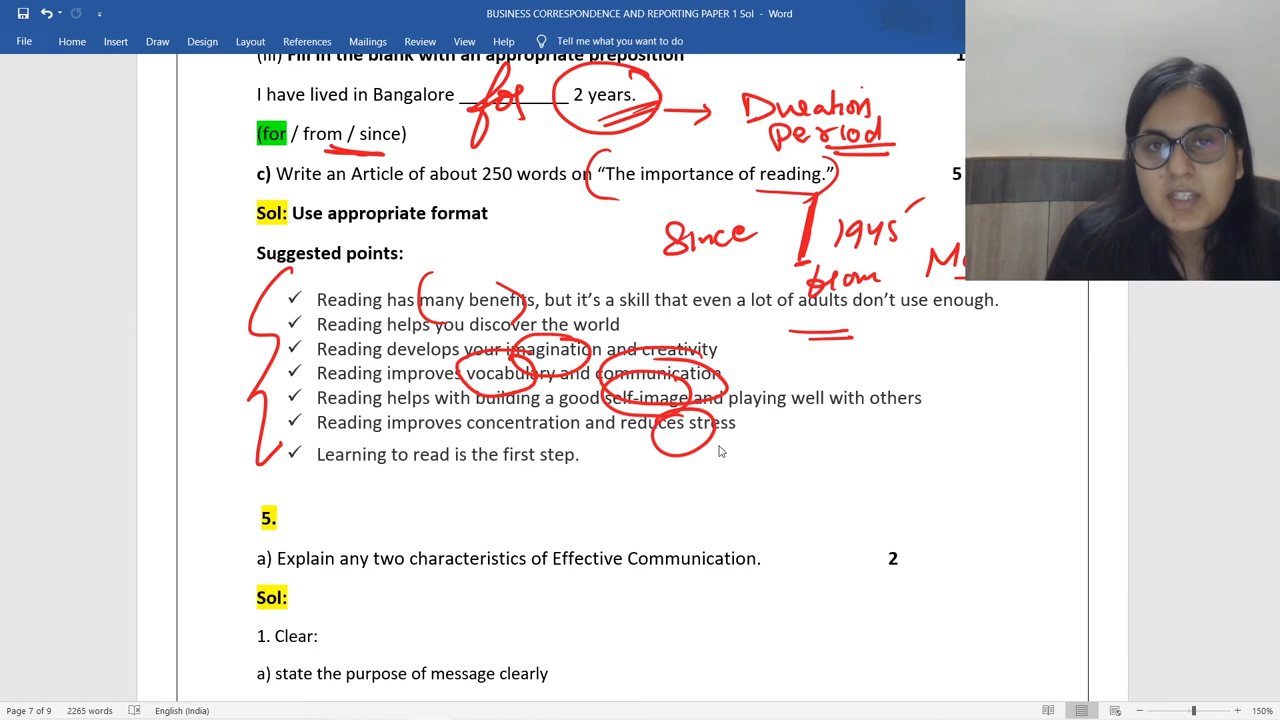 BUSINESS CORRESPONDENCE AND REPORTING PAPER 1 Sol - Word
File Home Insert Draw Design Layout References Mailings Review View Help Tell me what you want to do
(iii) Fill in the blank with an appropriate preposition 1
I have lived in Bangalore ____________ 2 years.
for
Duration
Period
(for / from / since)
c) Write an Article of about 250 words on “The importance of reading.” 5
Sol: Use appropriate format
Since 1945
from
Suggested points:
✓ Reading has many benefits, but it’s a skill that even a lot of adults don’t use enough.
✓ Reading helps you discover the world
✓ Reading develops your imagination and creativity
✓ Reading improves vocabulary and communication
✓ Reading helps with building a good self-image and playing well with others
✓ Reading improves concentration and reduces stress
✓ Learning to read is the first step.
5.
a) Explain any two characteristics of Effective Communication. 2
Sol:
1. Clear:
a) state the purpose of message clearly
Page 7 of 9 2265 words English (India) 150%